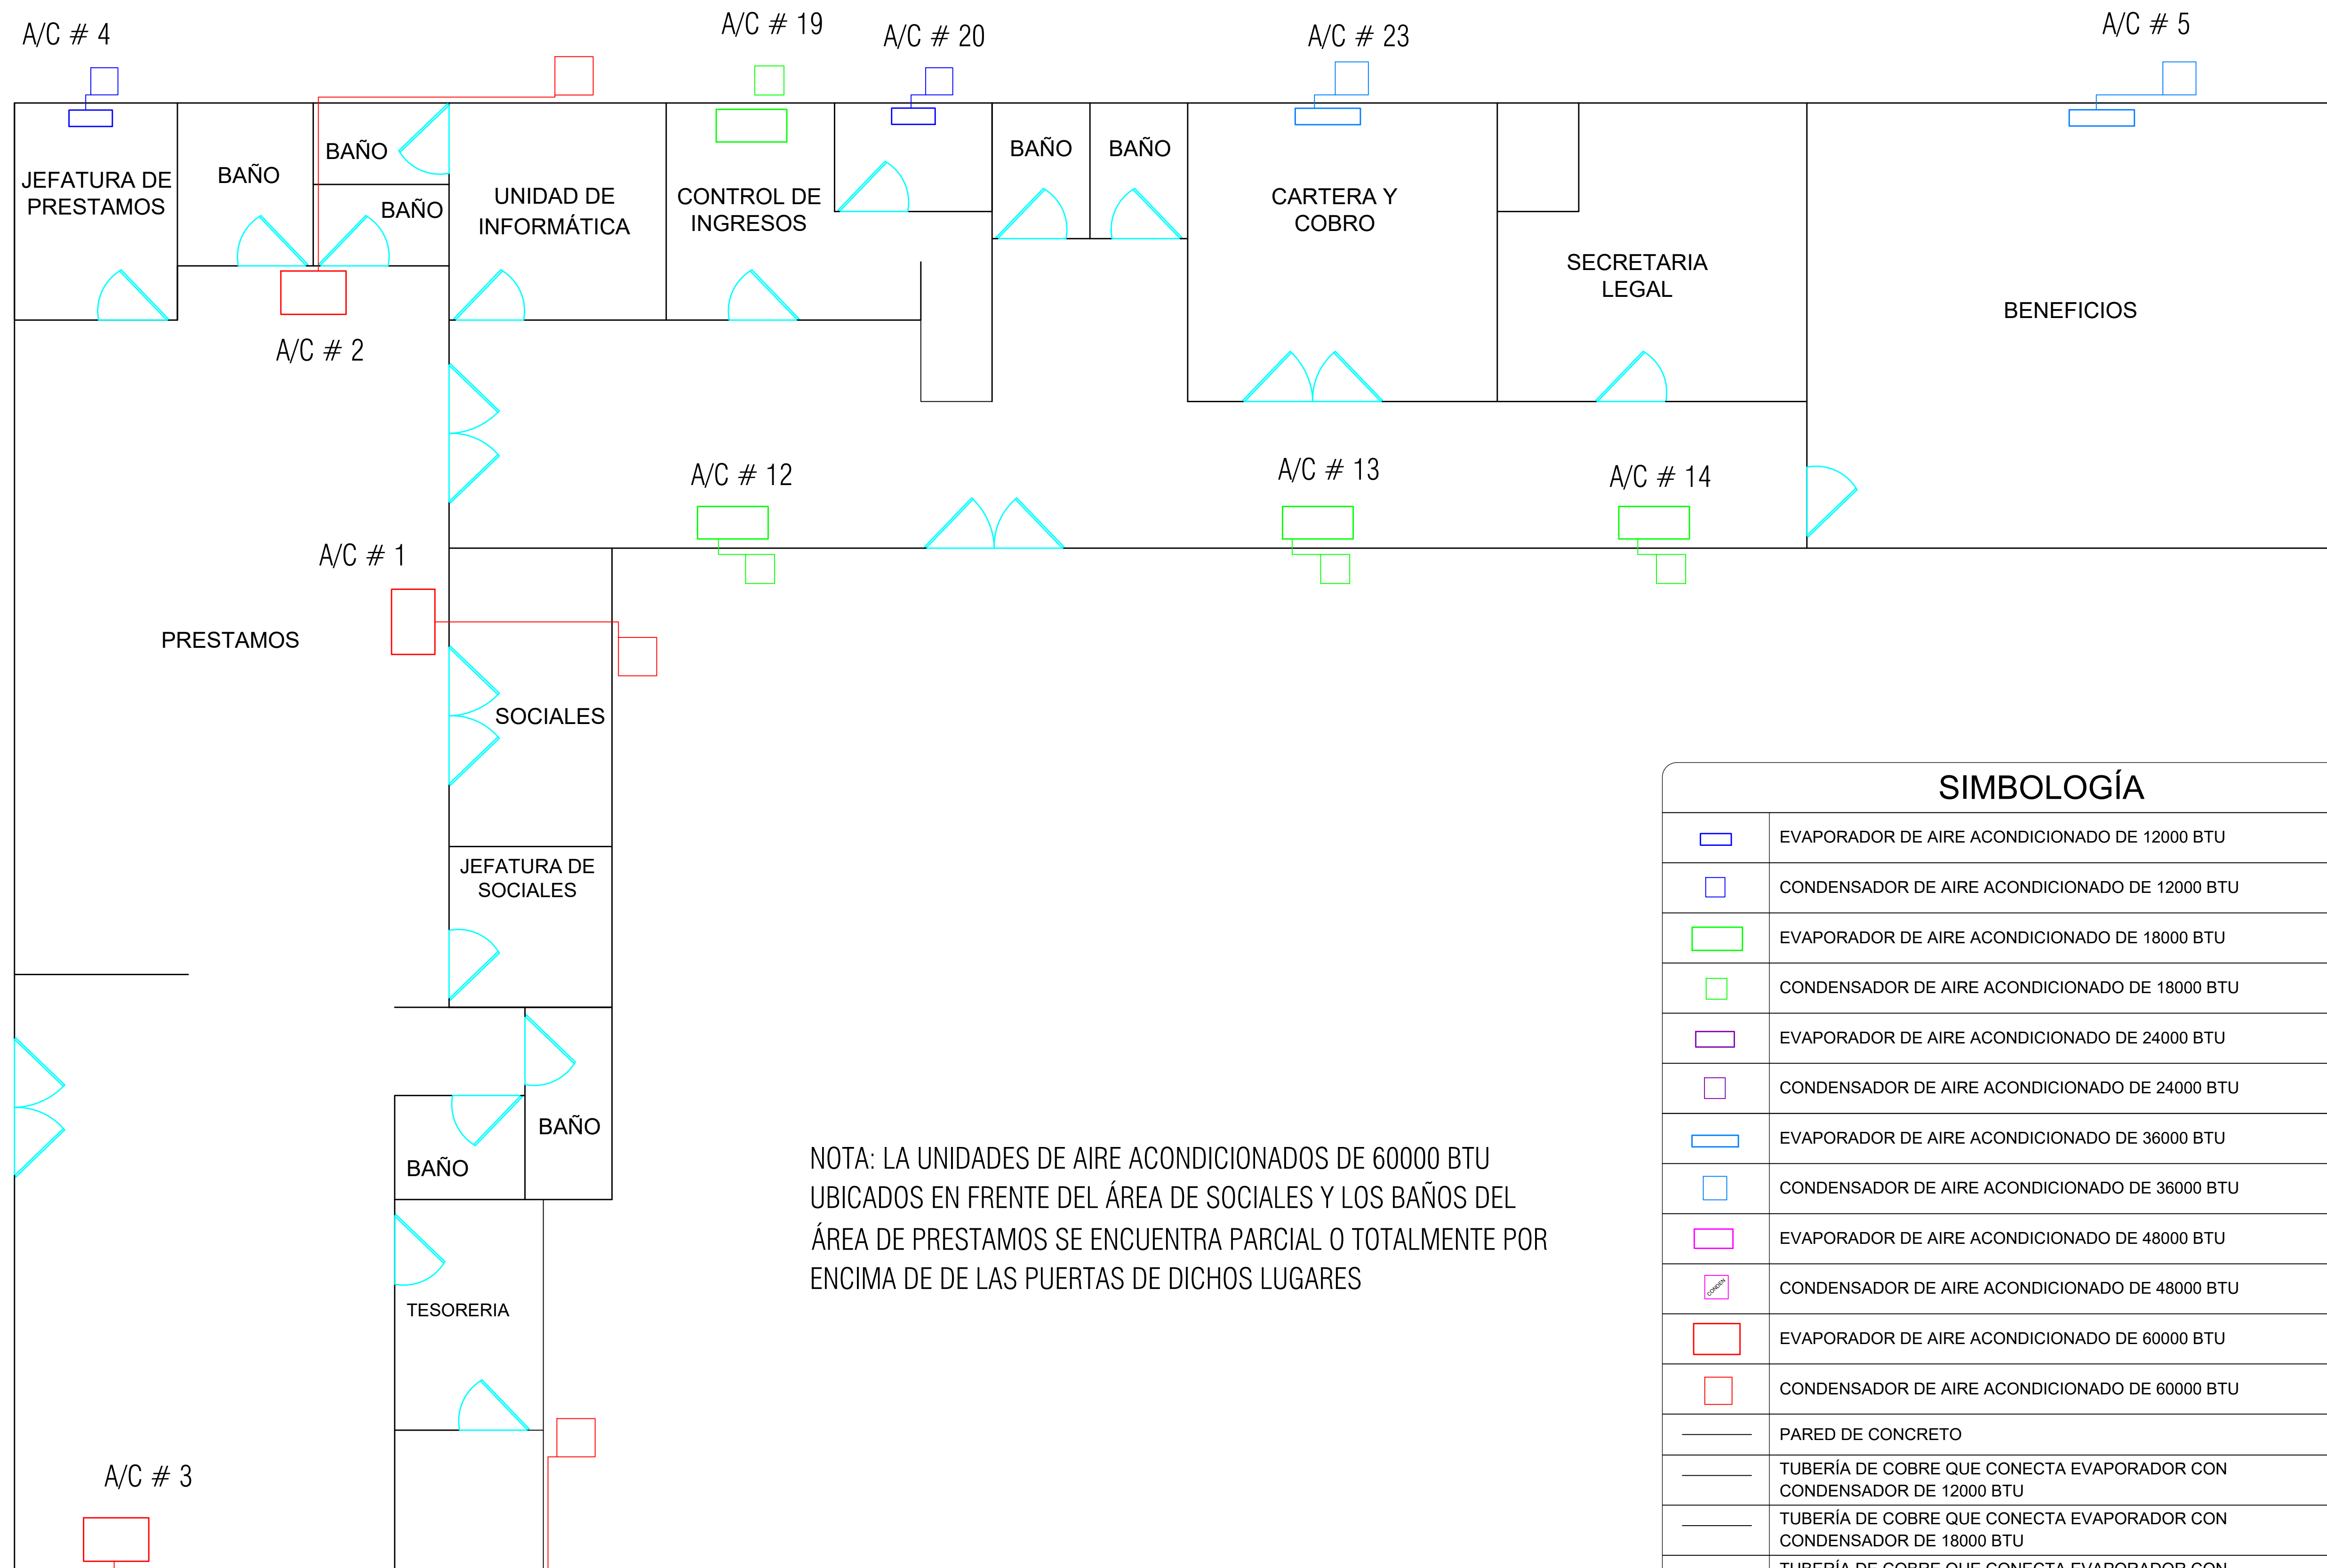 A/C # 4
A/C # 19
A/C # 20
A/C # 23
A/C # 5
JEFATURA DE
PRESTAMOS
BAÑO
BAÑO
BAÑO
UNIDAD DE
INFORMÁTICA
CONTROL DE
INGRESOS
BAÑO
BAÑO
CARTERA Y
COBRO
SECRETARIA
LEGAL
BENEFICIOS
A/C # 2
A/C # 12
A/C # 13
A/C # 14
A/C # 1
PRESTAMOS
SOCIALES
JEFATURA DE
SOCIALES
BAÑO
BAÑO
TESORERIA
A/C # 3
NOTA: LA UNIDADES DE AIRE ACONDICIONADOS DE 60000 BTU
UBICADOS EN FRENTE DEL ÁREA DE SOCIALES Y LOS BAÑOS DEL
ÁREA DE PRESTAMOS SE ENCUENTRA PARCIAL O TOTALMENTE POR
ENCIMA DE DE LAS PUERTAS DE DICHOS LUGARES
SIMBOLOGÍA
EVAPORADOR DE AIRE ACONDICIONADO DE 12000 BTU
CONDENSADOR DE AIRE ACONDICIONADO DE 12000 BTU
EVAPORADOR DE AIRE ACONDICIONADO DE 18000 BTU
CONDENSADOR DE AIRE ACONDICIONADO DE 18000 BTU
EVAPORADOR DE AIRE ACONDICIONADO DE 24000 BTU
CONDENSADOR DE AIRE ACONDICIONADO DE 24000 BTU
EVAPORADOR DE AIRE ACONDICIONADO DE 36000 BTU
CONDENSADOR DE AIRE ACONDICIONADO DE 36000 BTU
EVAPORADOR DE AIRE ACONDICIONADO DE 48000 BTU
CONDEN
CONDENSADOR DE AIRE ACONDICIONADO DE 48000 BTU
EVAPORADOR DE AIRE ACONDICIONADO DE 60000 BTU
CONDENSADOR DE AIRE ACONDICIONADO DE 60000 BTU
PARED DE CONCRETO
TUBERÍA DE COBRE QUE CONECTA EVAPORADOR CON
CONDENSADOR DE 12000 BTU
TUBERÍA DE COBRE QUE CONECTA EVAPORADOR CON
CONDENSADOR DE 18000 BTU
TUBERÍA DE COBRE QUE CONECTA EVAPORADOR CON